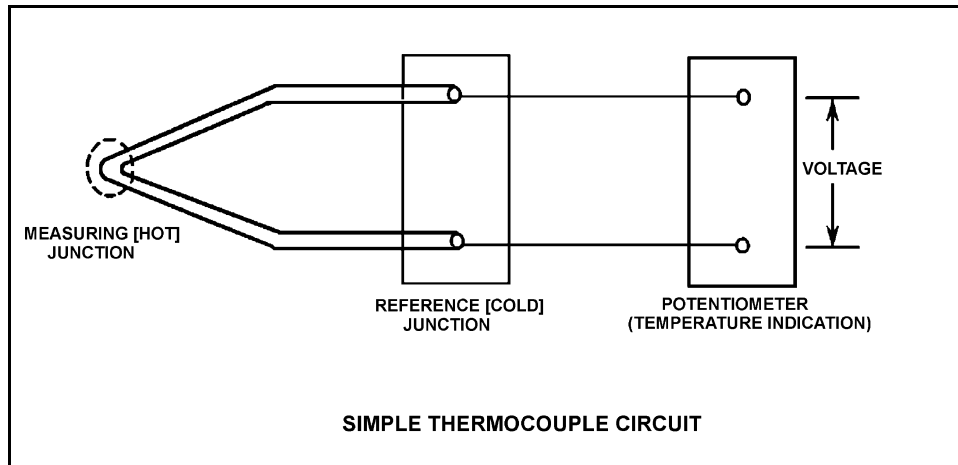 MEASURING [HOT]
JUNCTION
REFERENCE [COLD]
JUNCTION
VOLTAGE
POTENTIOMETER
(TEMPERATURE INDICATION)
SIMPLE THERMOCOUPLE CIRCUIT